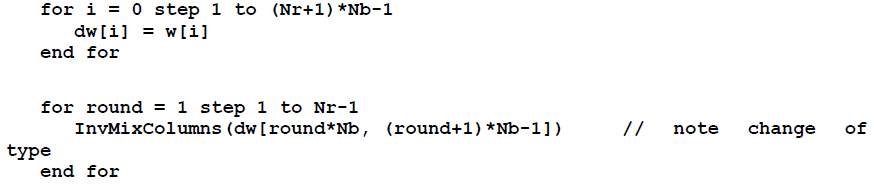 for i = 0 step 1 to (Nr+1)*Nb-1
dw[i] = w[i]
end for
for round = 1 step 1 to Nr-1
InvMixColumns(dw[round*Nb, (round+1)*Nb-1]) // note change of
type
end for